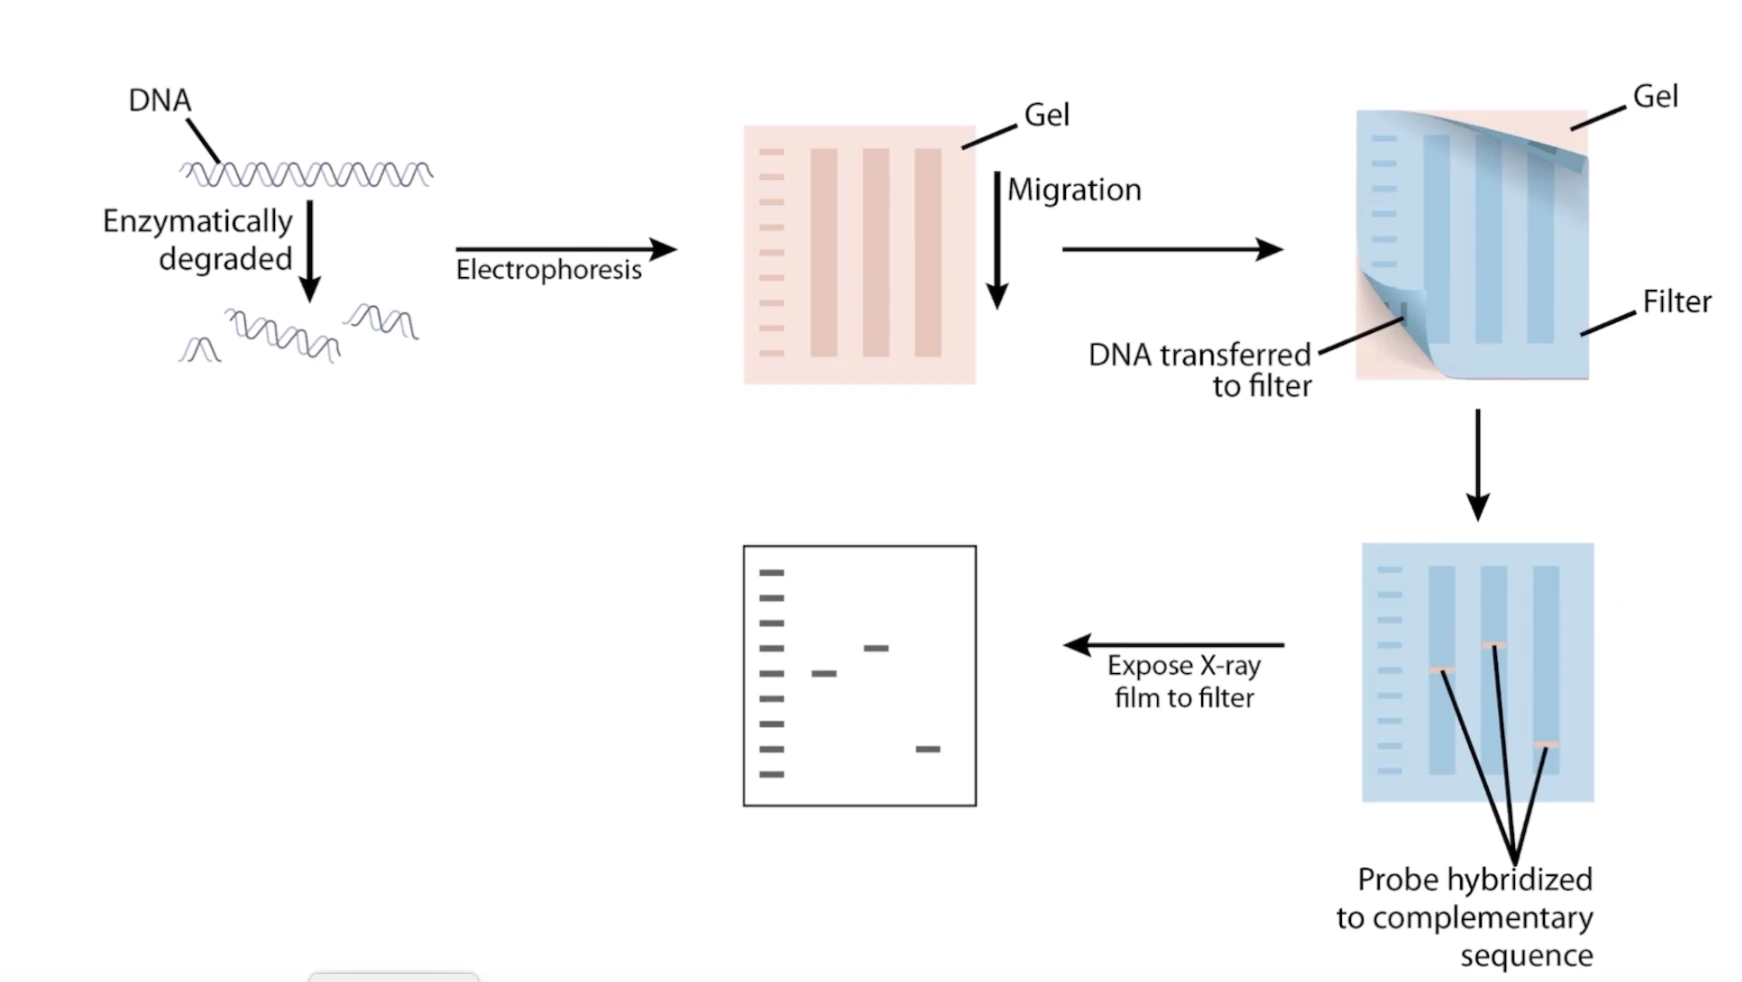 DNA
Enzymatically
degraded
Electrophoresis
Gel
Migration
Gel
Filter
DNA transferred
to filter
Probe hybridized
to complementary
sequence
Expose X-ray
film to filter